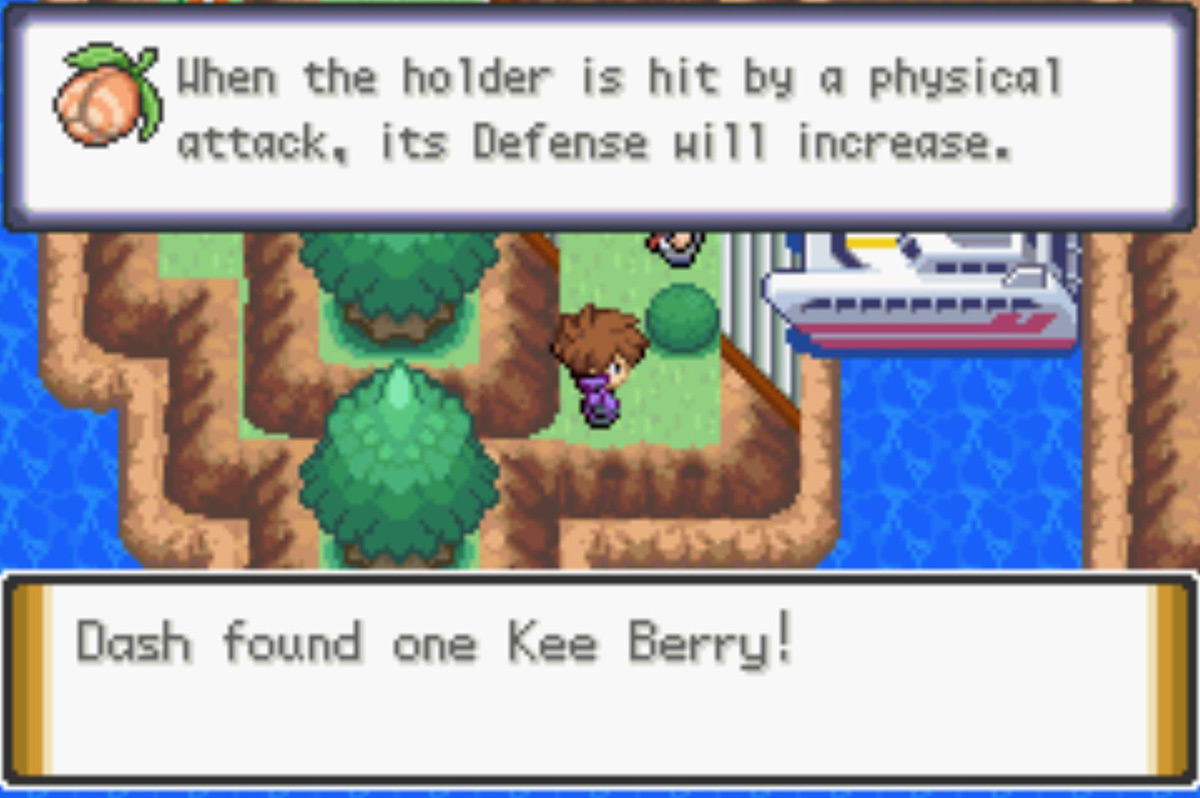 When the holder is hit by a physical
attack, its Defense will increase.
Dash found one Kee Berry!